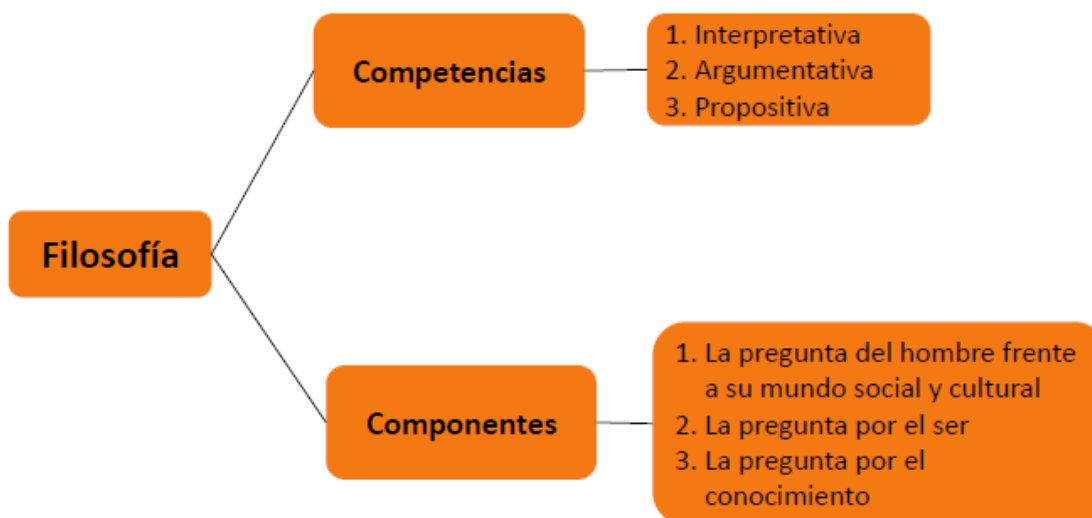 Filosofía
Competencias
1. Interpretativa
2. Argumentativa
3. Propositiva
Componentes
1. La pregunta del hombre frente
a su mundo social y cultural
2. La pregunta por el ser
3. La pregunta por el
conocimiento